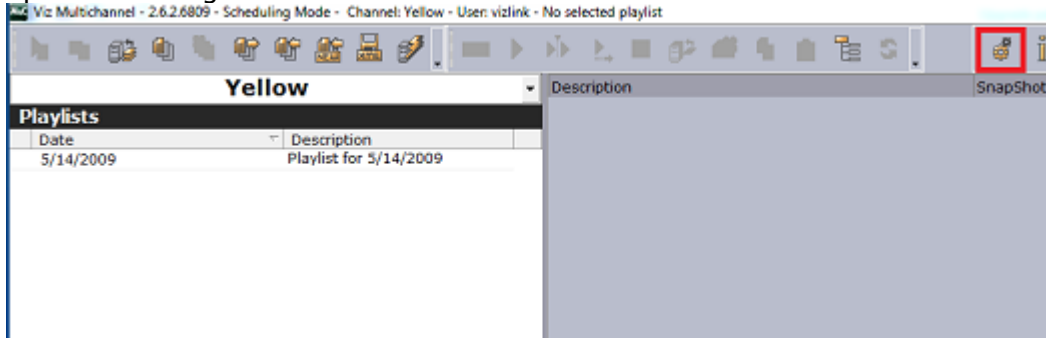 Viz Multichannel - 2.6.2.6809 - Scheduling Mode - Channel: Yellow - User: vizlink - No selected playlist
Yellow
Description
SnapShot
Playlists
Date
Description
5/14/2009
Playlist for 5/14/2009